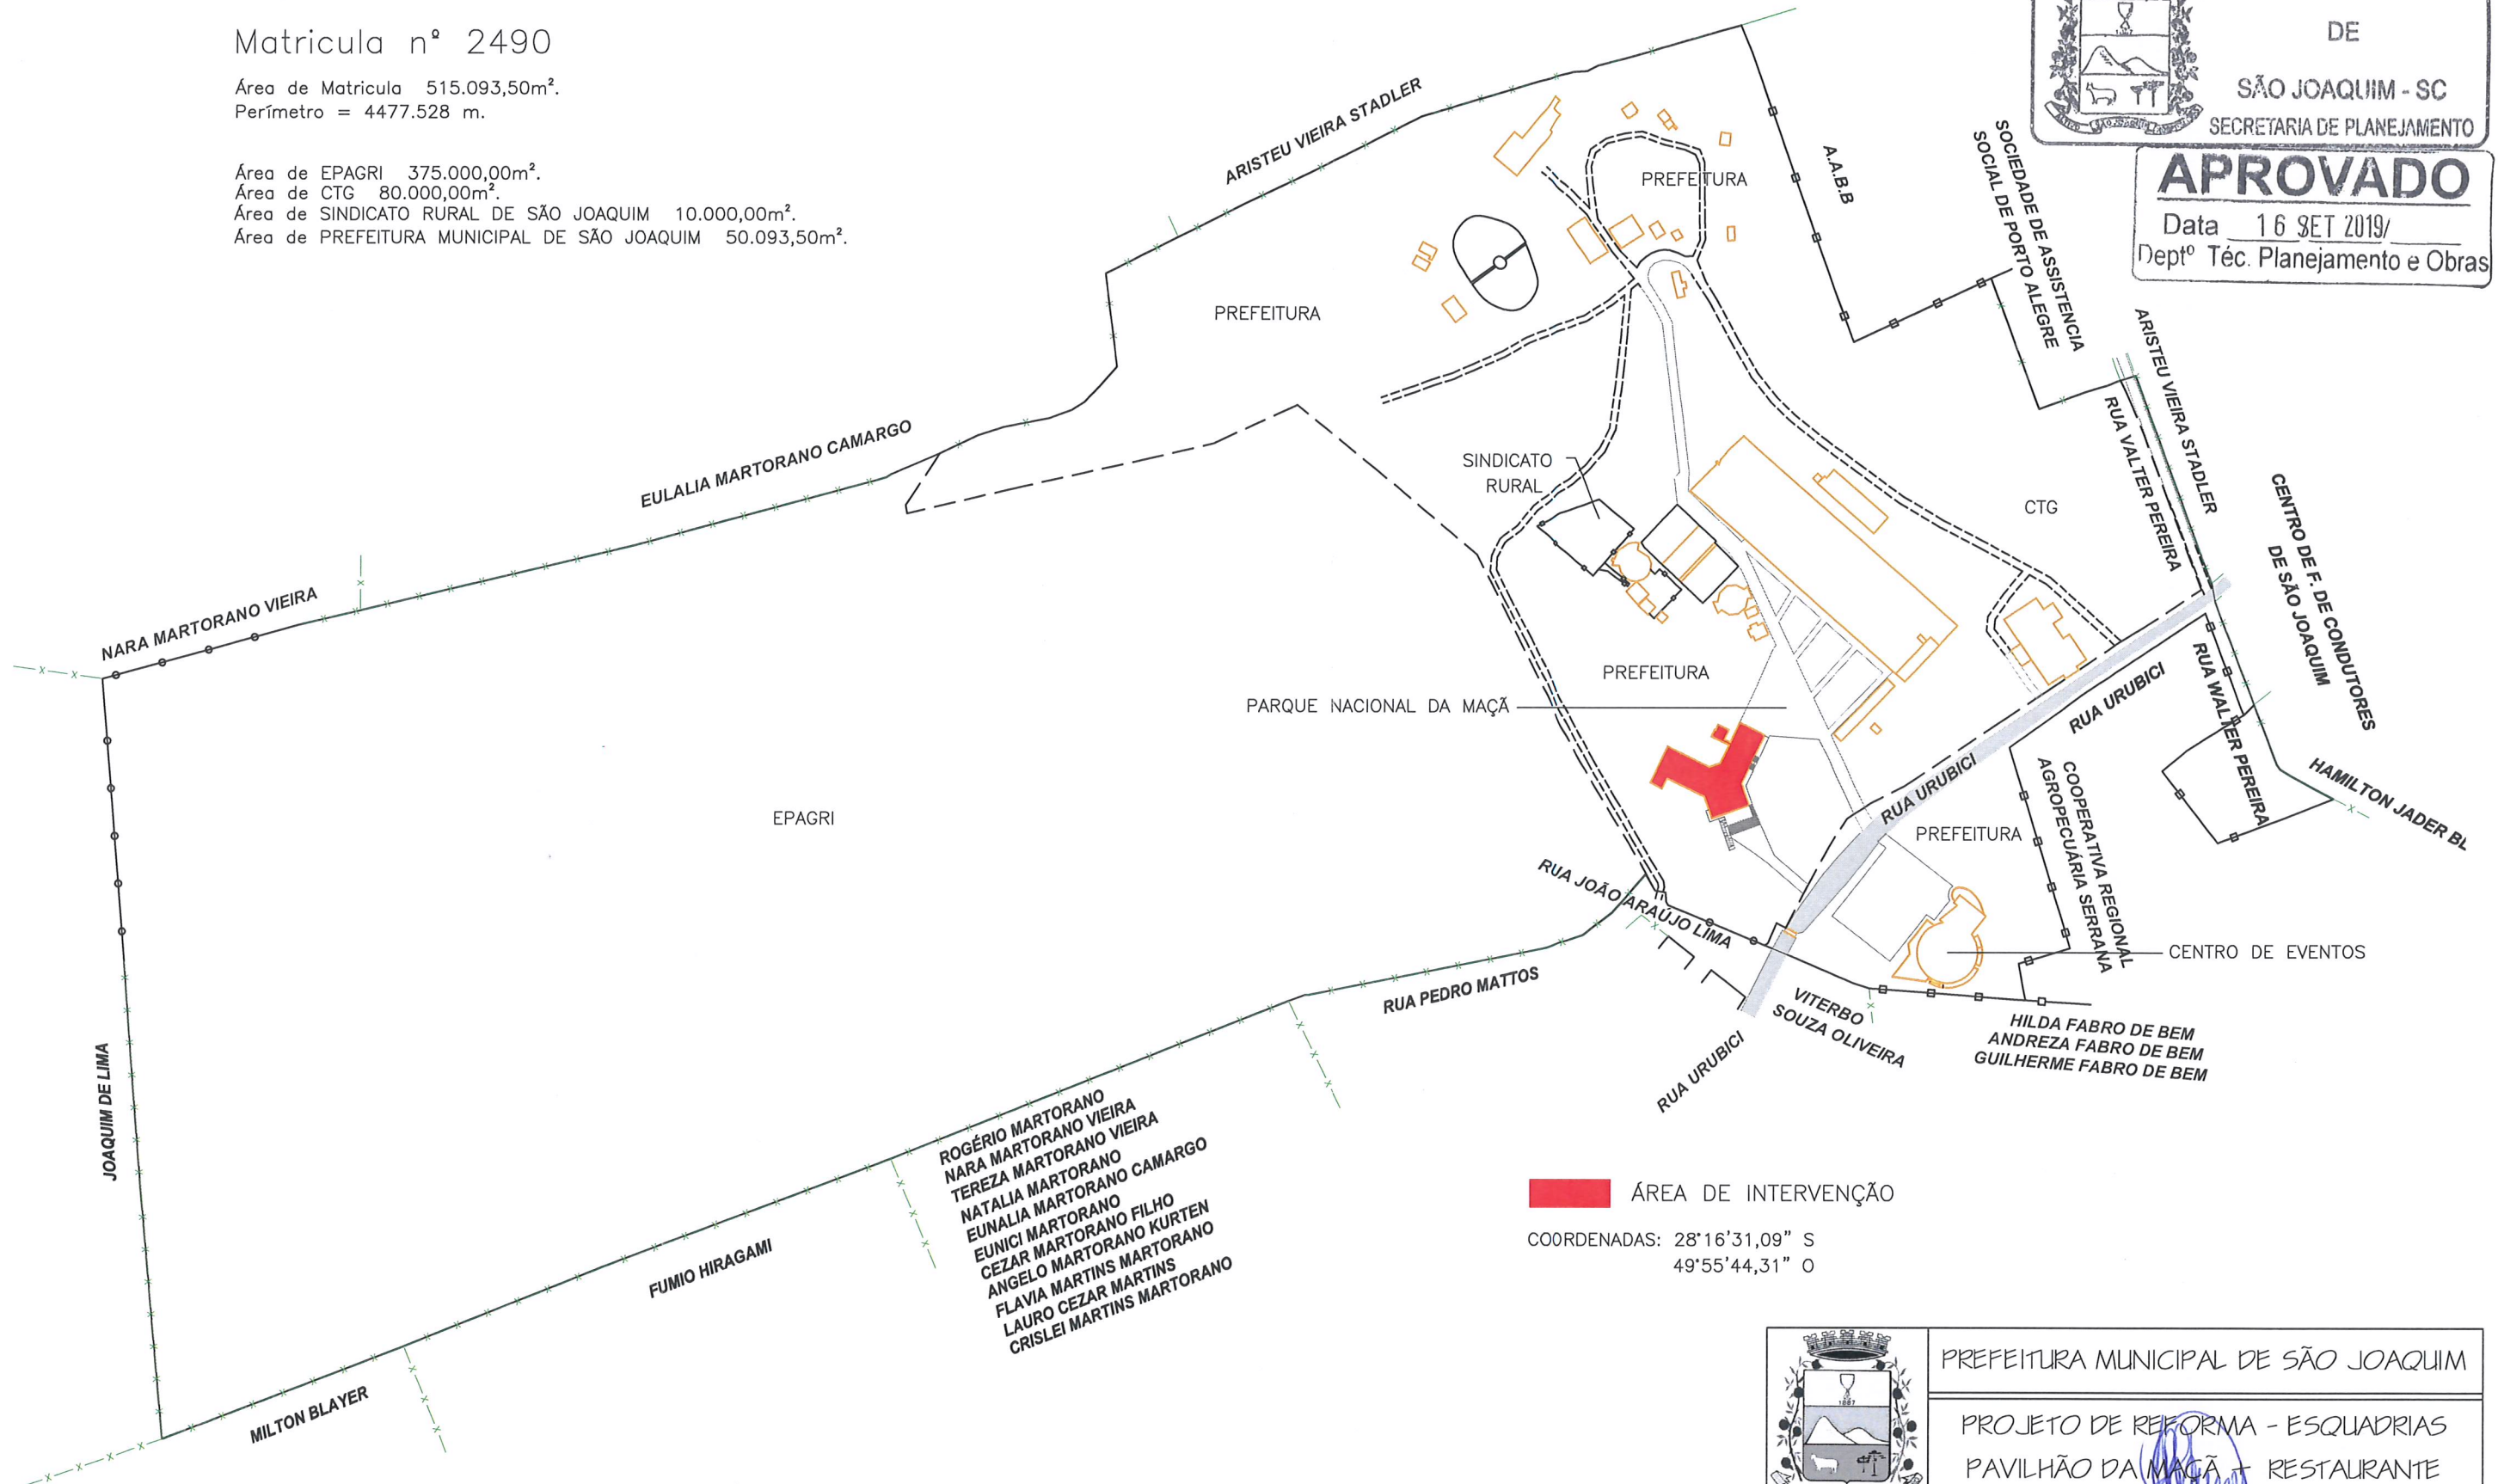 Matricula nº 2490
Área de Matricula 515.093,50m².
Perímetro = 4477.528 m.
Área de EPAGRI 375.000,00m².
Área de CTG 80.000,00m².
Área de SINDICATO RURAL DE SÃO JOAQUIM 10.000,00m².
Área de PREFEITURA MUNICIPAL DE SÃO JOAQUIM 50.093,50m².
DE
SÃO JOAQUIM - SC
SECRETARIA DE PLANEJAMENTO
APROVADO
Data 16 SET 2019/
Deptº Téc. Planejamento e Obras
ARISTEU VIEIRA STADLER
PREFEITURA
A.A.B.B
SOCIEDADE DE ASSISTENCIA
SOCIAL DE PORTO ALEGRE
PREFEITURA
ARISTEU VIEIRA STADLER
RUA VALTER PEREIRA
EULALIA MARTORANO CAMARGO
SINDICATO
RURAL
CTG
CENTRO DE F. DE CONDUTORES
DE SÃO JOAQUIM
NARA MARTORANO VIEIRA
PREFEITURA
PARQUE NACIONAL DA MAÇÃ
RUA URUBICI
RUA WALTER PEREIRA
RUA URUBICI
HAMILTON JADER BL
COOPERATIVA REGIONAL
AGROPECUÁRIA SERRANA
EPAGRI
PREFEITURA
RUA JOÃO ARAÚJO LIMA
CENTRO DE EVENTOS
RUA PEDRO MATTOS
VITERBO
SOUZA OLIVEIRA
HILDA FABRO DE BEM
ANDREZA FABRO DE BEM
GUILHERME FABRO DE BEM
RUA URUBICI
JOAQUIM DE LIMA
ROGÉRIO MARTORANO
NARA MARTORANO VIEIRA
TEREZA MARTORANO VIEIRA
NATALIA MARTORANO
EUNALIA MARTORANO CAMARGO
EUNICI MARTORANO
CEZAR MARTORANO FILHO
ANGELO MARTORANO KURTEN
FLAVIA MARTINS MARTORANO
LAURO CEZAR MARTINS
CRISLEI MARTINS MARTORANO
FUMIO HIRAGAMI
MILTON BLAYER
ÁREA DE INTERVENÇÃO
COORDENADAS: 28°16'31,09" S
49°55'44,31" O
1887
PREFEITURA MUNICIPAL DE SÃO JOAQUIM
PROJETO DE REFORMA - ESQUADRIAS
PAVILHÃO DA MAÇÃ - RESTAURANTE